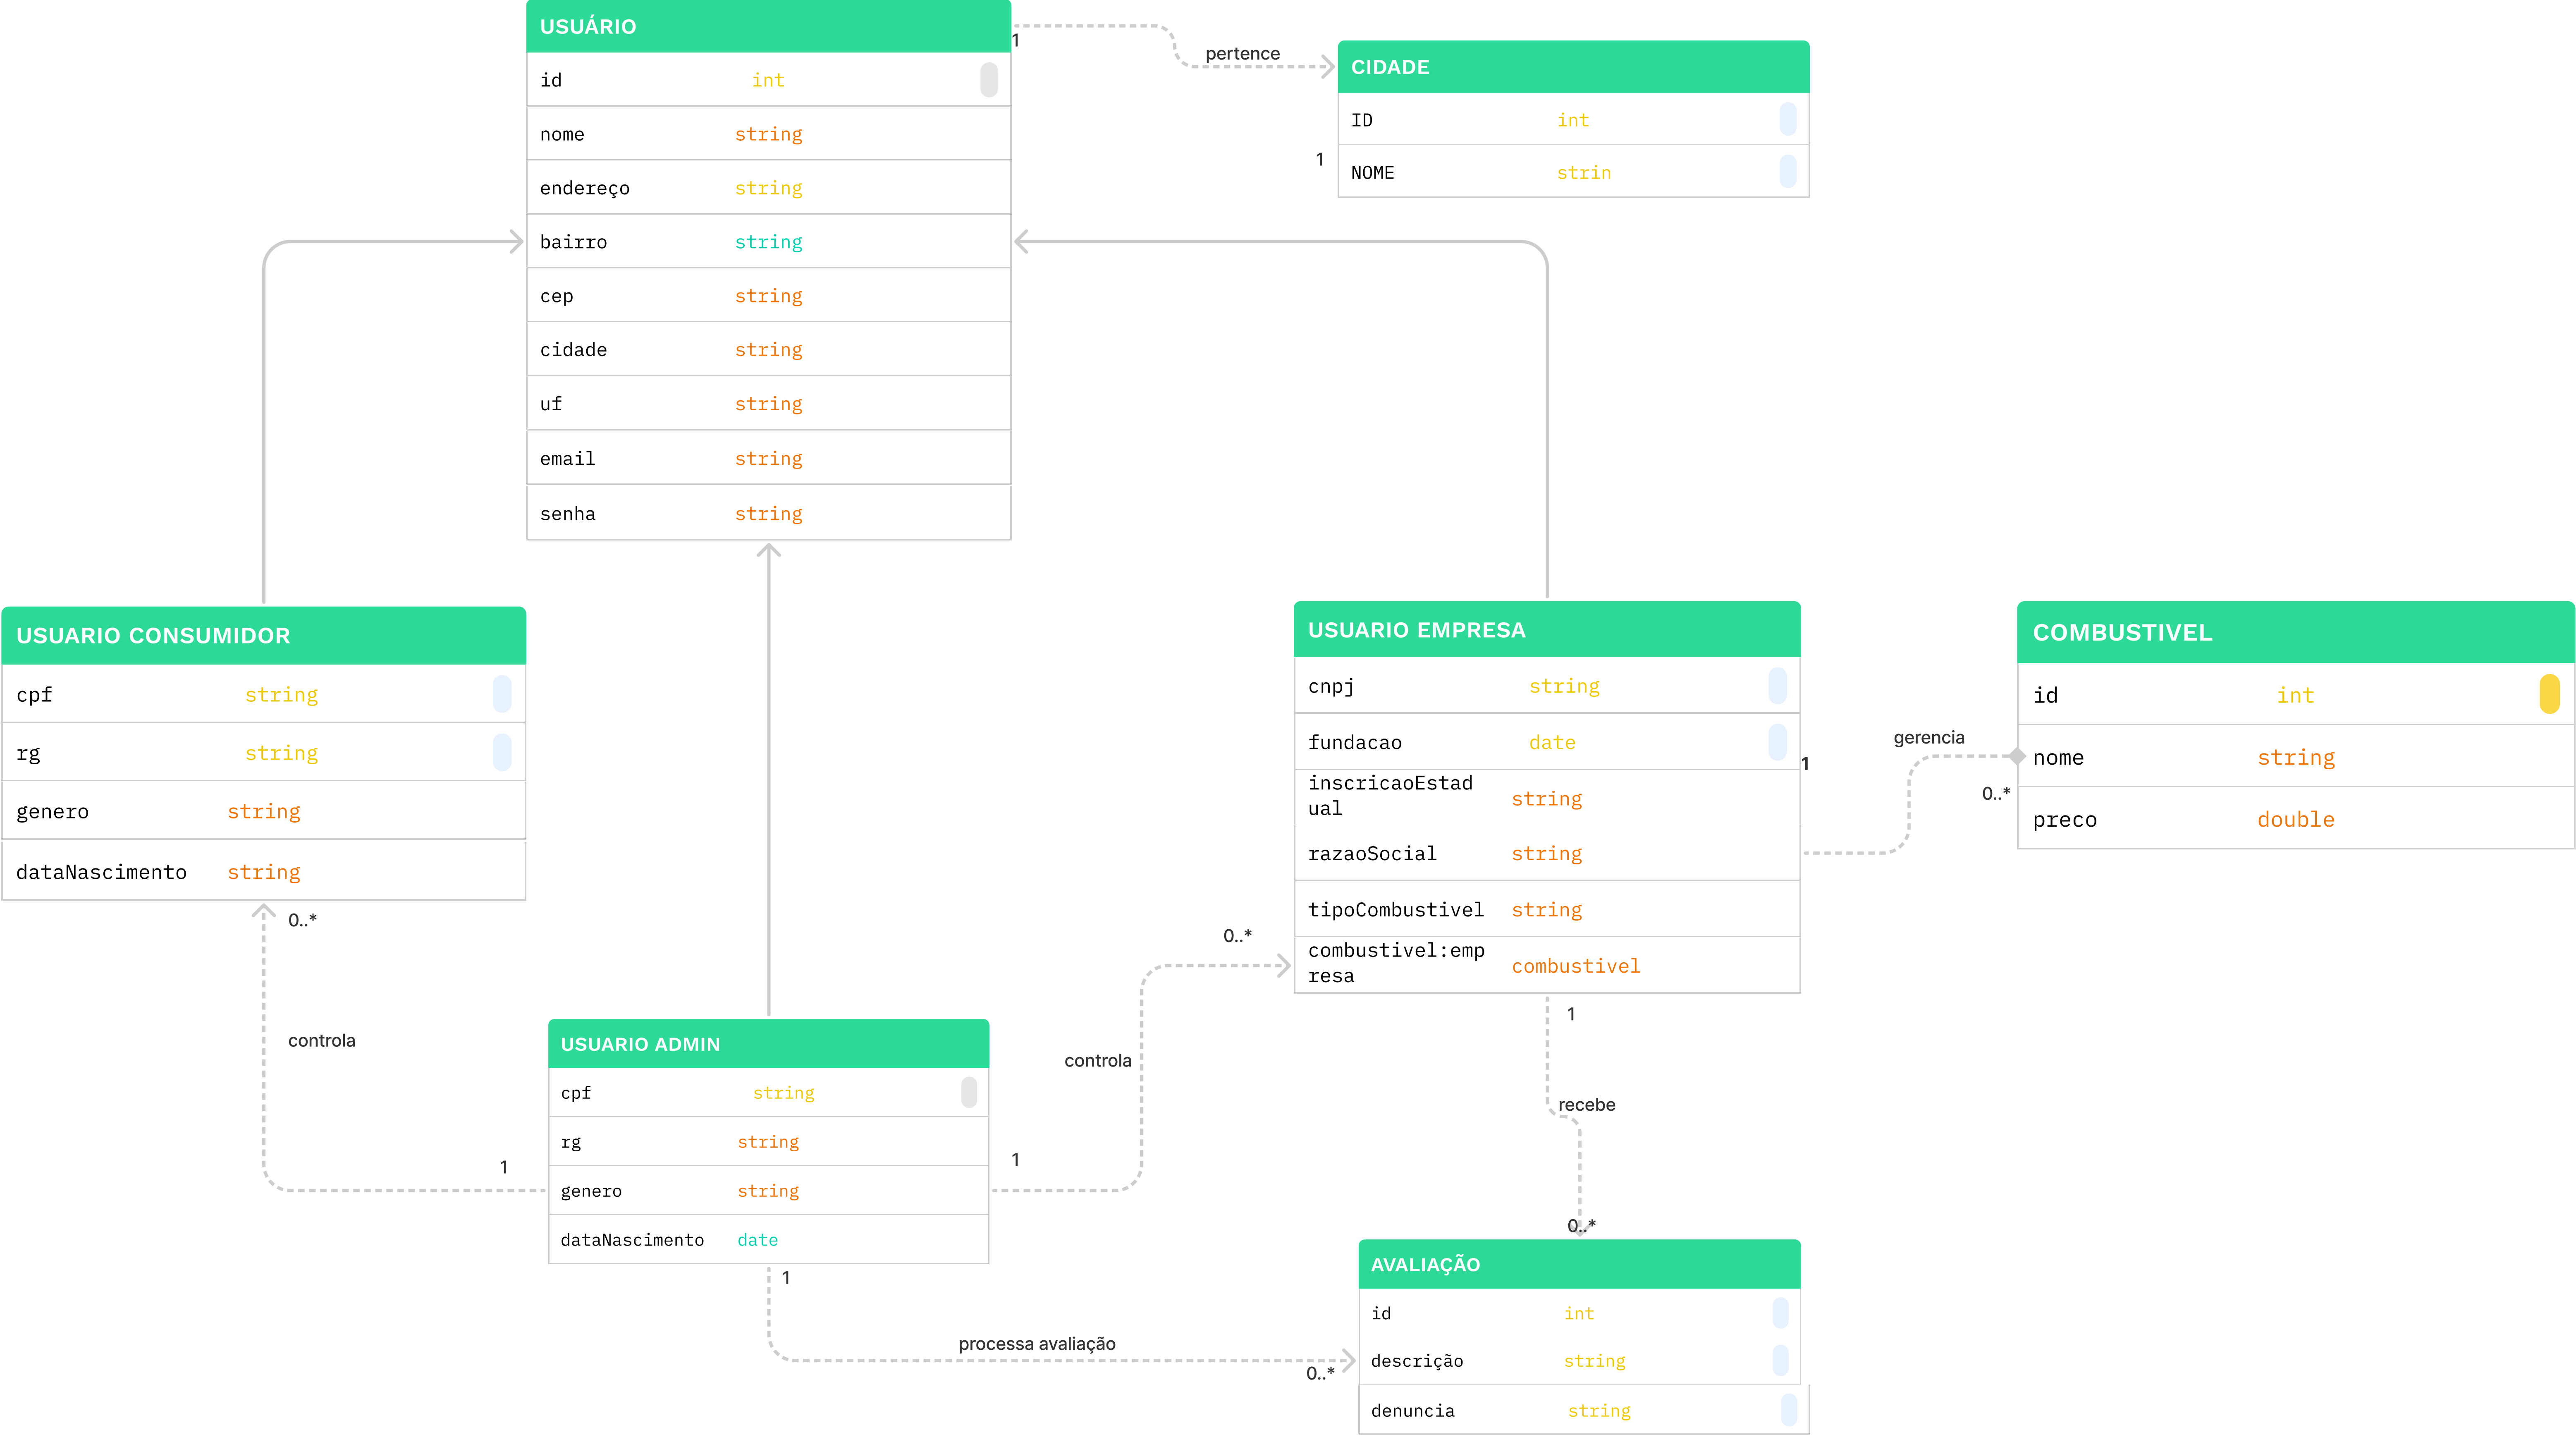 USUÁRIO
id int
nome string
endereço string
bairro string
cep string
cidade string
uf string
email string
senha string
1
pertence
1
CIDADE
ID int
NOME strin
USUARIO CONSUMIDOR
cpf string
rg string
genero string
dataNascimento string
0..*
controla
1
USUARIO EMPRESA
cnpj string
fundacao date
inscricaoEstad
ual string
razaoSocial string
tipoCombustivel string
combustivel:emp
resa combustivel
1
gerencia
0..*
COMBUSTIVEL
id int
nome string
preco double
USUARIO ADMIN
cpf string
rg string
genero string
dataNascimento date
0..*
controla
1
1
recebe
0..*
1
processa avaliação
0..*
AVALIAÇÃO
id int
descrição string
denuncia string